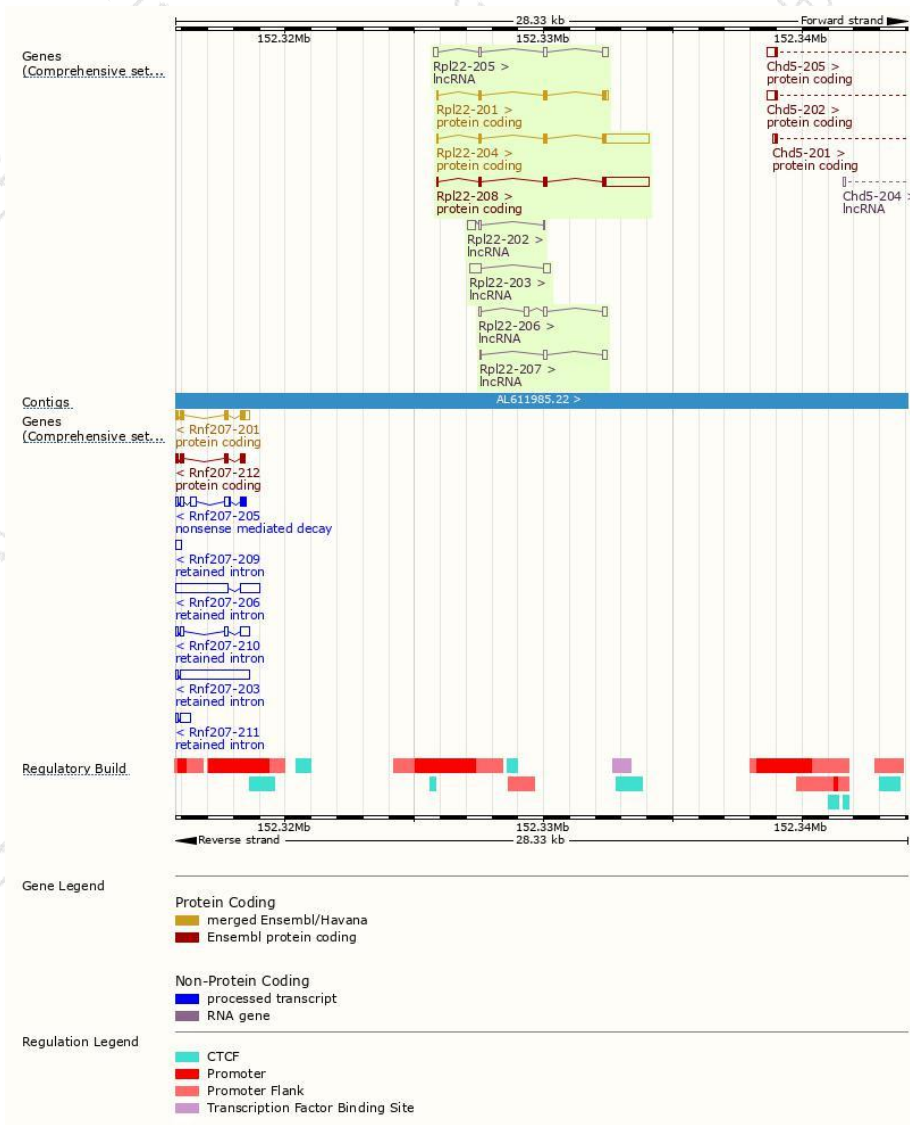 28.33 kb Forward strand
152.32Mb 152.33Mb 152.34Mb
Genes
(Comprehensive set...
Rpl22-205 >
lncRNA
Rpl22-201 >
protein coding
Rpl22-204 >
protein coding
Rpl22-208 >
protein coding
Rpl22-202 >
lncRNA
Rpl22-203 >
lncRNA
Rpl22-206 >
lncRNA
Rpl22-207 >
lncRNA
Chd5-205 >
protein coding
Chd5-202 >
protein coding
Chd5-201 >
protein coding
Chd5-204 >
lncRNA
Contigs
AL611985.22 >
Genes
(Comprehensive set...
< Rnf207-201
protein coding
< Rnf207-212
protein coding
< Rnf207-205
nonsense mediated decay
< Rnf207-209
retained intron
< Rnf207-206
retained intron
< Rnf207-210
retained intron
< Rnf207-203
retained intron
< Rnf207-211
retained intron
Regulatory Build
152.32Mb 152.33Mb 152.34Mb
Reverse strand 28.33 kb
Gene Legend
Protein Coding
merged Ensembl/Havana
Ensembl protein coding
Non-Protein Coding
processed transcript
RNA gene
Regulation Legend
CTCF
Promoter
Promoter Flank
Transcription Factor Binding Site